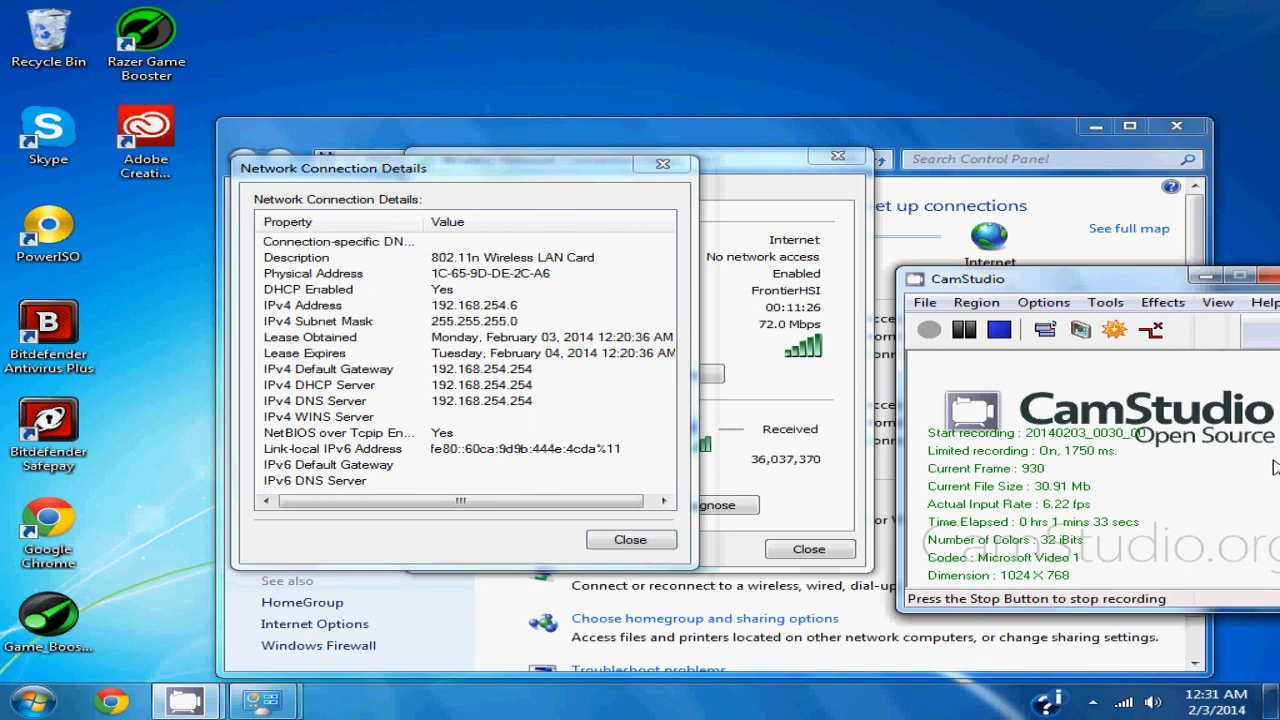 Recycle Bin
Razer Game
Booster
Skype
Adobe
Creati...
PowerISO
Bitdefender
Antivirus Plus
Bitdefender
Safepay
Google
Chrome
Game_Boos...
Search Control Panel
et up connections
See full map
Internet
Network Connection Details
Network Connection Details:
Property Value
Connection-specific DN...
Description 802.11n Wireless LAN Card
Physical Address 1C-65-9D-DE-2C-A6
DHCP Enabled Yes
IPv4 Address 192.168.254.6
IPv4 Subnet Mask 255.255.255.0
Lease Obtained Monday, February 03, 2014 12:20:36 AM
Lease Expires Tuesday, February 04, 2014 12:20:36 AM
IPv4 Default Gateway 192.168.254.254
IPv4 DHCP Server 192.168.254.254
IPv4 DNS Server 192.168.254.254
IPv4 WINS Server
NetBIOS over Tcpip En... Yes
Link-local IPv6 Address fe80::60ca:9d9b:444e:4cda%11
IPv6 Default Gateway
IPv6 DNS Server
Close
Internet
No network access
Enabled
FrontierHSI
00:11:26
72.0 Mbps
Received
36,037,370
gnose
Close
CamStudio
File Region Options Tools Effects View Help
CamStudio
Open Source
Start recording : 20140203_0030_00
Limited recording : On, 1750 ms.
Current Frame : 930
Current File Size : 30.91 Mb
Actual Input Rate : 6.22 fps
Time Elapsed : 0 hrs 1 mins 33 secs
Number of Colors : 32 iBits
Codec : Microsoft Video 1
Dimension : 1024 X 768
CamStudio.org
Press the Stop Button to stop recording
See also
HomeGroup
Internet Options
Windows Firewall
Connect or reconnect to a wireless, wired, dial-up
Choose homegroup and sharing options
Access files and printers located on other network computers, or change sharing settings.
Troubleshoot problems
12:31 AM
2/3/2014